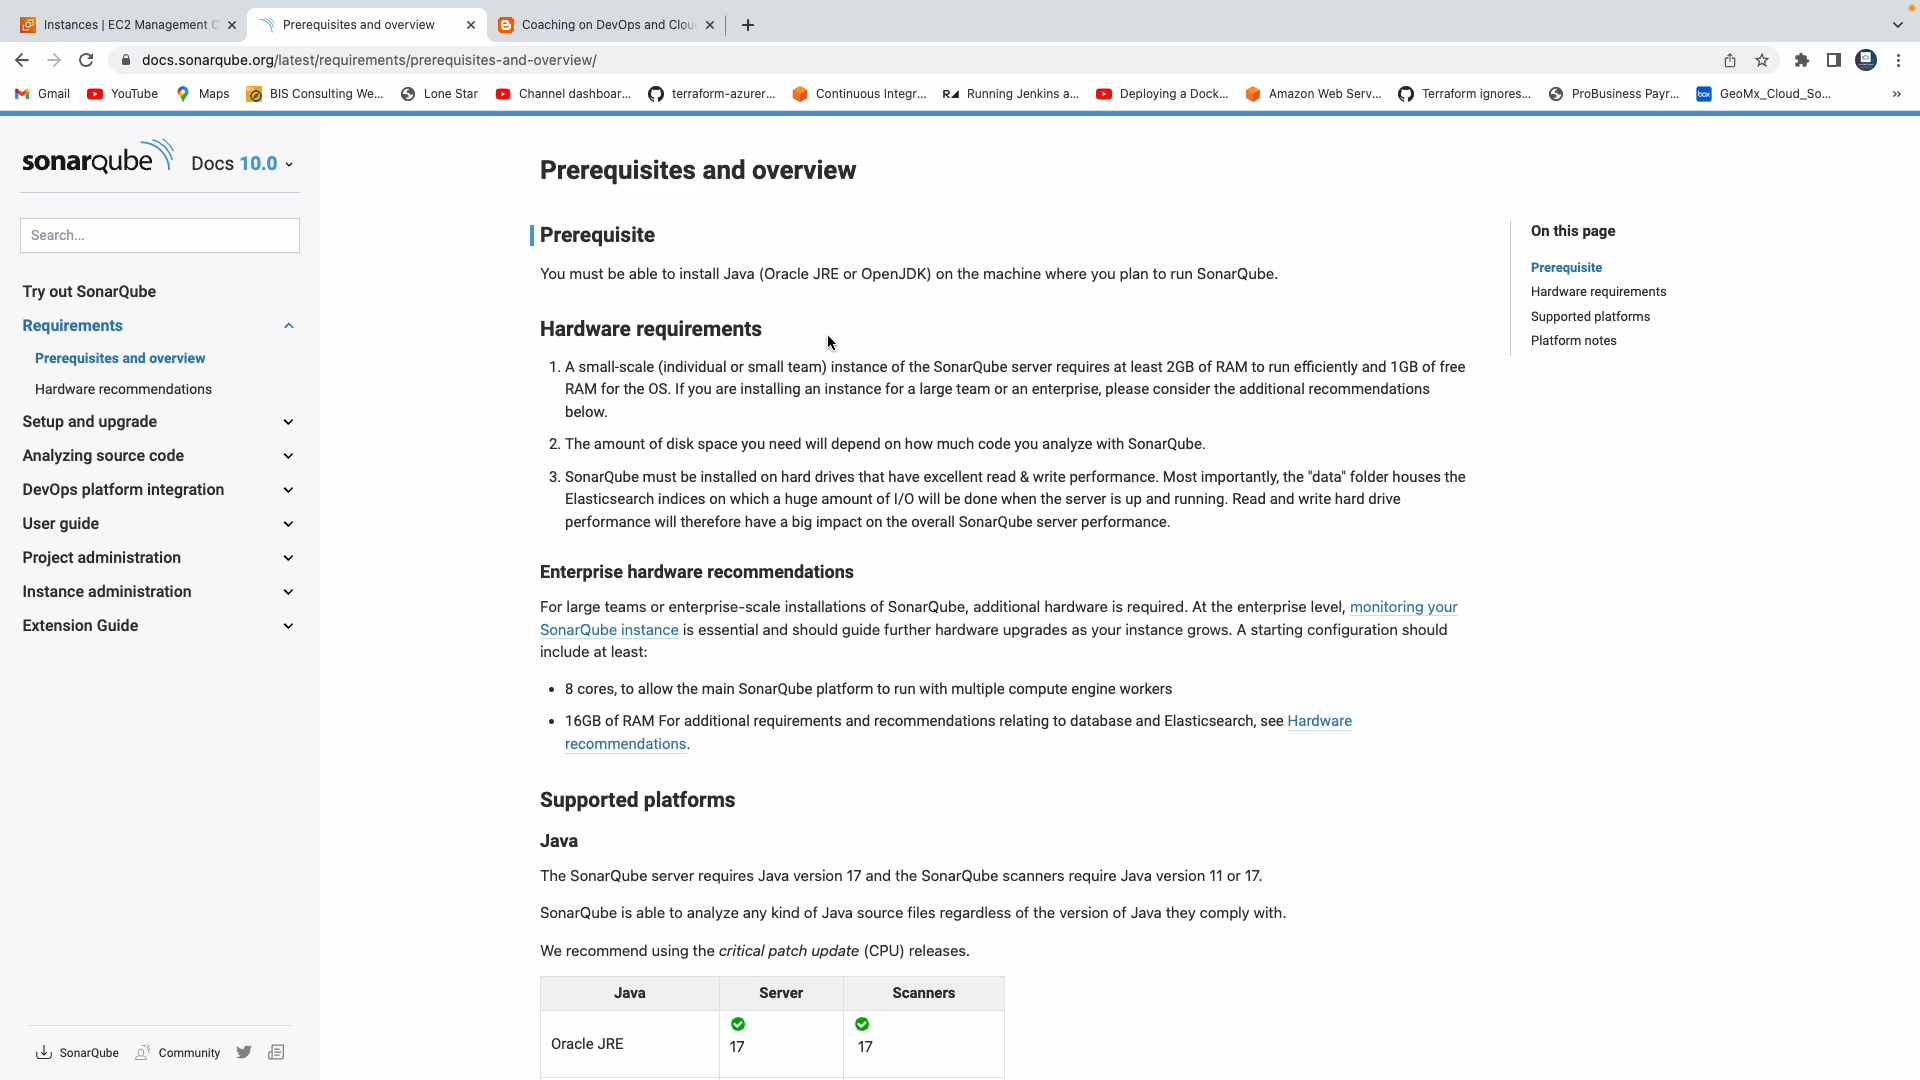 Instances | EC2 Management C
Prerequisites and overview
Coaching on DevOps and Clou
docs.sonarqube.org/latest/requirements/prerequisites-and-overview/
Gmail
YouTube
Maps
BIS Consulting We...
Lone Star
Channel dashboar...
terraform-azurer...
Continuous Integr...
Running Jenkins a...
Deploying a Dock...
Amazon Web Serv...
Terraform ignores...
ProBusiness Payr...
GeoMx_Cloud_So...
sonarqube Docs 10.0
Search...
Try out SonarQube
Requirements
Prerequisites and overview
Hardware recommendations
Setup and upgrade
Analyzing source code
DevOps platform integration
User guide
Project administration
Instance administration
Extension Guide
SonarQube
Community
Prerequisites and overview
Prerequisite
You must be able to install Java (Oracle JRE or OpenJDK) on the machine where you plan to run SonarQube.
Hardware requirements
1. A small-scale (individual or small team) instance of the SonarQube server requires at least 2GB of RAM to run efficiently and 1GB of free
RAM for the OS. If you are installing an instance for a large team or an enterprise, please consider the additional recommendations
below.
2. The amount of disk space you need will depend on how much code you analyze with SonarQube.
3. SonarQube must be installed on hard drives that have excellent read & write performance. Most importantly, the "data" folder houses the
Elasticsearch indices on which a huge amount of I/O will be done when the server is up and running. Read and write hard drive
performance will therefore have a big impact on the overall SonarQube server performance.
Enterprise hardware recommendations
For large teams or enterprise-scale installations of SonarQube, additional hardware is required. At the enterprise level, monitoring your
SonarQube instance is essential and should guide further hardware upgrades as your instance grows. A starting configuration should
include at least:
• 8 cores, to allow the main SonarQube platform to run with multiple compute engine workers
• 16GB of RAM For additional requirements and recommendations relating to database and Elasticsearch, see Hardware
recommendations.
Supported platforms
Java
The SonarQube server requires Java version 17 and the SonarQube scanners require Java version 11 or 17.
SonarQube is able to analyze any kind of Java source files regardless of the version of Java they comply with.
We recommend using the critical patch update (CPU) releases.
Java Server Scanners
Oracle JRE 17 17
On this page
Prerequisite
Hardware requirements
Supported platforms
Platform notes